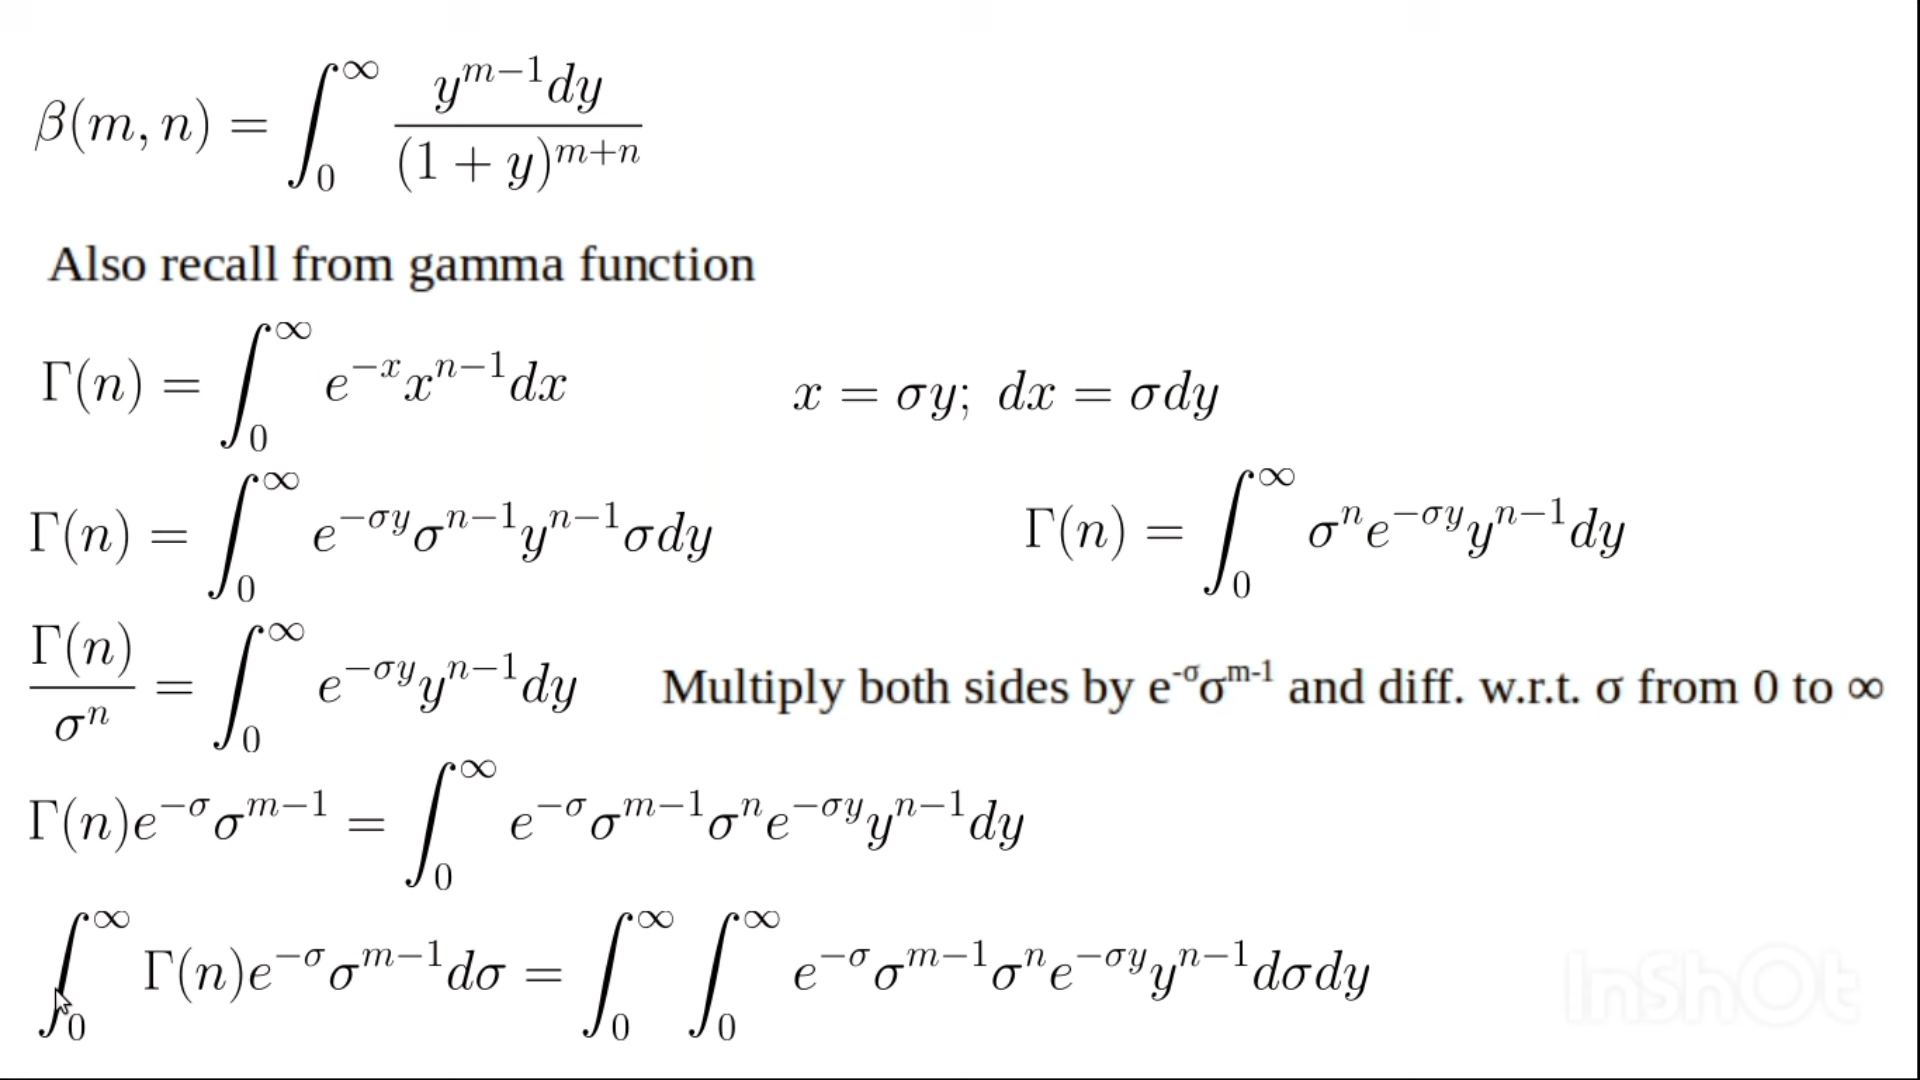 β(m, n) = ∫₀^∞ y^{m−1}dy / (1 + y)^{m+n}
Also recall from gamma function
Γ(n) = ∫₀^∞ e^{−x}x^{n−1}dx    x = σy; dx = σdy
Γ(n) = ∫₀^∞ e^{−σy}σ^{n−1}y^{n−1}σdy    Γ(n) = ∫₀^∞ σ^n e^{−σy}y^{n−1}dy
Γ(n)/σ^n = ∫₀^∞ e^{−σy}y^{n−1}dy    Multiply both sides by e^{-σ}σ^{m-1} and diff. w.r.t. σ from 0 to ∞
Γ(n)e^{−σ}σ^{m−1} = ∫₀^∞ e^{−σ}σ^{m−1}σ^n e^{−σy}y^{n−1}dy
∫₀^∞ Γ(n)e^{−σ}σ^{m−1}dσ = ∫₀^∞ ∫₀^∞ e^{−σ}σ^{m−1}σ^n e^{−σy}y^{n−1}dσdy
InShOt